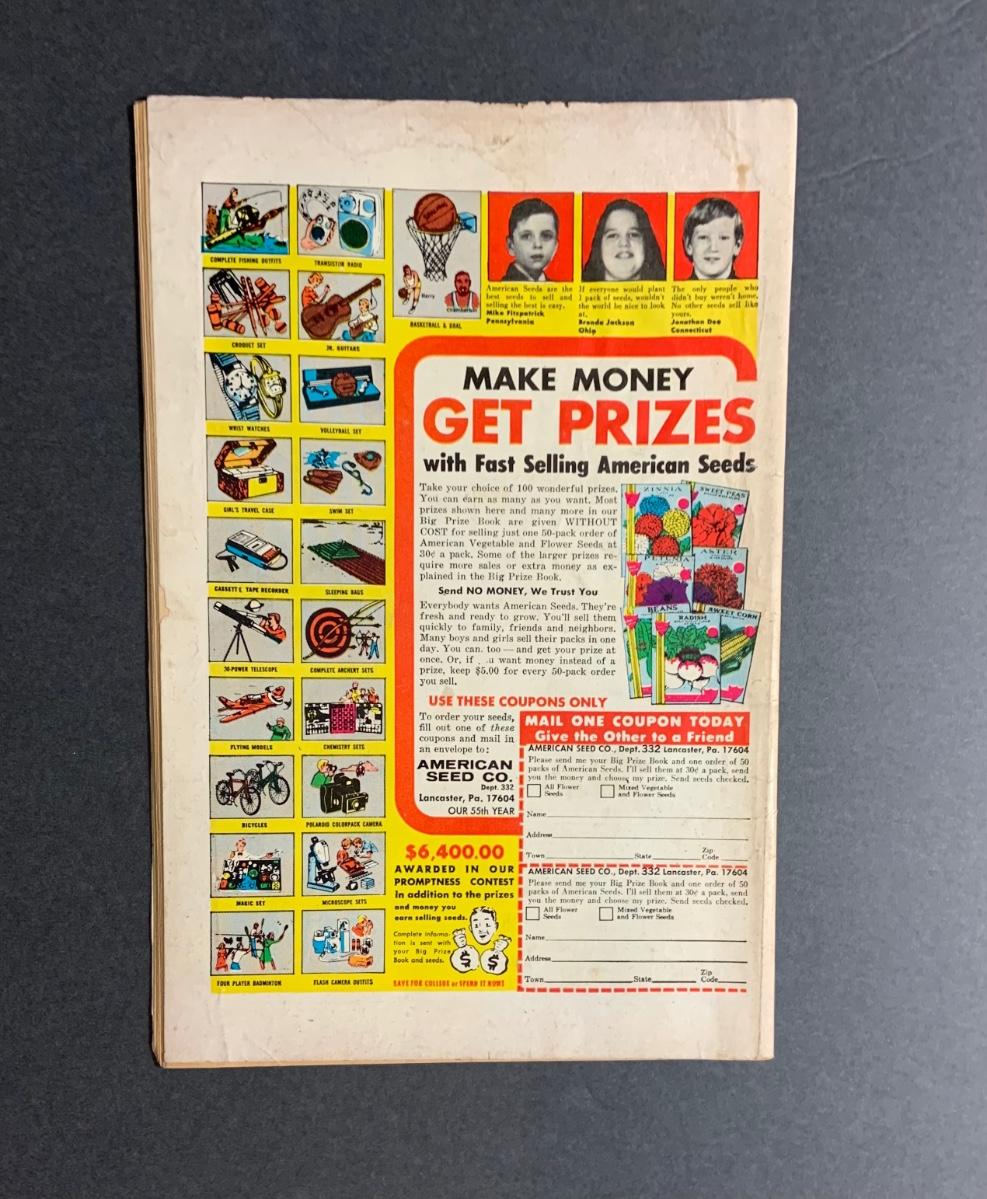 COMPLETE FISHING OUTFITS
TRANSISTOR RADIO
CROQUET SET
JR. GUITARS
WRIST WATCHES
VOLLEYBALL SET
GIRL'S TRAVEL CASE
SWIM SET
CASSETTE TAPE RECORDER
SLEEPING BAGS
30-POWER TELESCOPE
COMPLETE ARCHERY SETS
FLYING MODELS
CHEMISTRY SETS
BICYCLES
POLAROID COLORPACK CAMERA
MAGIC SET
MICROSCOPE SETS
FOUR PLAYER BADMINTON
FLASH CAMERA OUTFITS
Barry
Chamberlain
BASKETBALL & GOAL
American Seeds are the
best seeds to sell and
selling the best is easy.
Mike Fitzpatrick
Pennsylvania
If everyone would plant
1 pack of seeds, wouldn't
the world be nice to look
at.
Brenda Jackson
Ohio
The only people who
didn't buy weren't home.
No other seeds sell like
yours.
Jonathan Dee
Connecticut
MAKE MONEY
GET PRIZES
with Fast Selling American Seeds
Take your choice of 100 wonderful prizes.
You can earn as many as you want. Most
prizes shown here and many more in our
Big Prize Book are given WITHOUT
COST for selling just one 50-pack order of
American Vegetable and Flower Seeds at
30¢ a pack. Some of the larger prizes re-
quire more sales or extra money as ex-
plained in the Big Prize Book.
Send NO MONEY, We Trust You
Everybody wants American Seeds. They're
fresh and ready to grow. You'll sell them
quickly to family, friends and neighbors.
Many boys and girls sell their packs in one
day. You can, too — and get your prize at
once. Or, if u want money instead of a
prize, keep $5.00 for every 50-pack order
you sell.
ZINNIA
SWEET PEAS
PETUNIA
ASTER
BEANS
RADISH
SWEET CORN
USE THESE COUPONS ONLY
To order your seeds,
fill out one of these
coupons and mail in
an envelope to:
AMERICAN
SEED CO.
Dept. 332
Lancaster, Pa. 17604
OUR 55th YEAR
MAIL ONE COUPON TODAY
Give the Other to a Friend
AMERICAN SEED CO., Dept. 332 Lancaster, Pa. 17604
Please send me your Big Prize Book and one order of 50
packs of American Seeds. I'll sell them at 30¢ a pack, send
you the money and choose my prize. Send seeds checked.
All Flower Seeds
Mixed Vegetable and Flower Seeds
Name
Address
Town State Zip Code
AMERICAN SEED CO., Dept. 332 Lancaster, Pa. 17604
Please send me your Big Prize Book and one order of 50
packs of American Seeds. I'll sell them at 30¢ a pack, send
you the money and choose my prize. Send seeds checked.
All Flower Seeds
Mixed Vegetable and Flower Seeds
Name
Address
Town State Zip Code
$6,400.00
AWARDED IN OUR
PROMPTNESS CONTEST
In addition to the prizes
and money you
earn selling seeds.
Complete informa-
tion is sent with
your Big Prize
Book and seeds.
$ $
SAVE FOR COLLEGE or SPEND IT NOW!